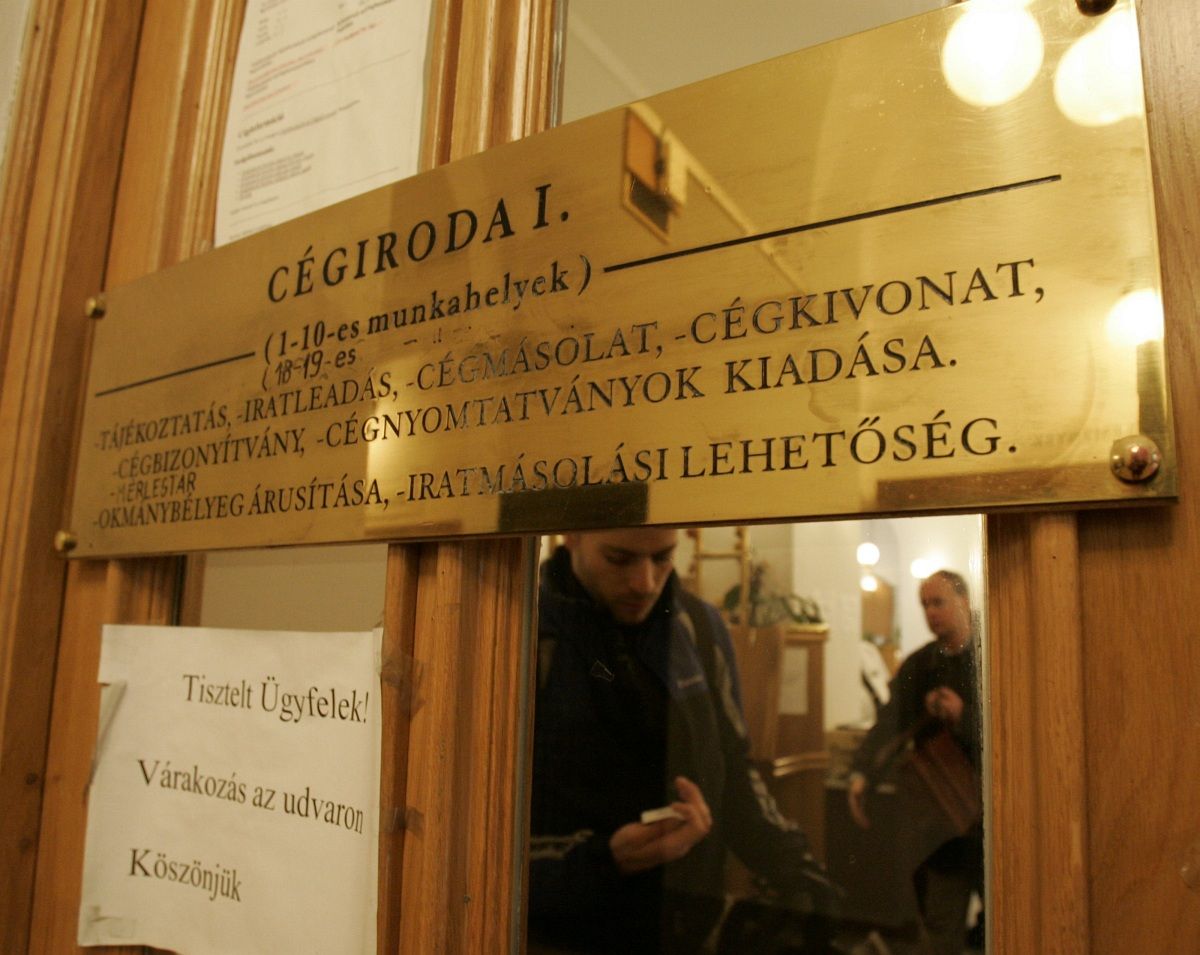 CÉGIRODA I.
(1-10-es munkahelyek)
(18-19-es
-TÁJÉKOZTATÁS, -IRATLEADÁS, -CÉGMÁSOLAT, -CÉGKIVONAT,
-CÉGBIZONYÍTVÁNY, -CÉGNYOMTATVÁNYOK KIADÁSA.
-MÉRLESTÁR
-OKMÁNYBÉLYEG ÁRUSÍTÁSA, -IRATMÁSOLÁSI LEHETŐSÉG.
Tisztelt Ügyfelek!
Várakozás az udvaron
Köszönjük